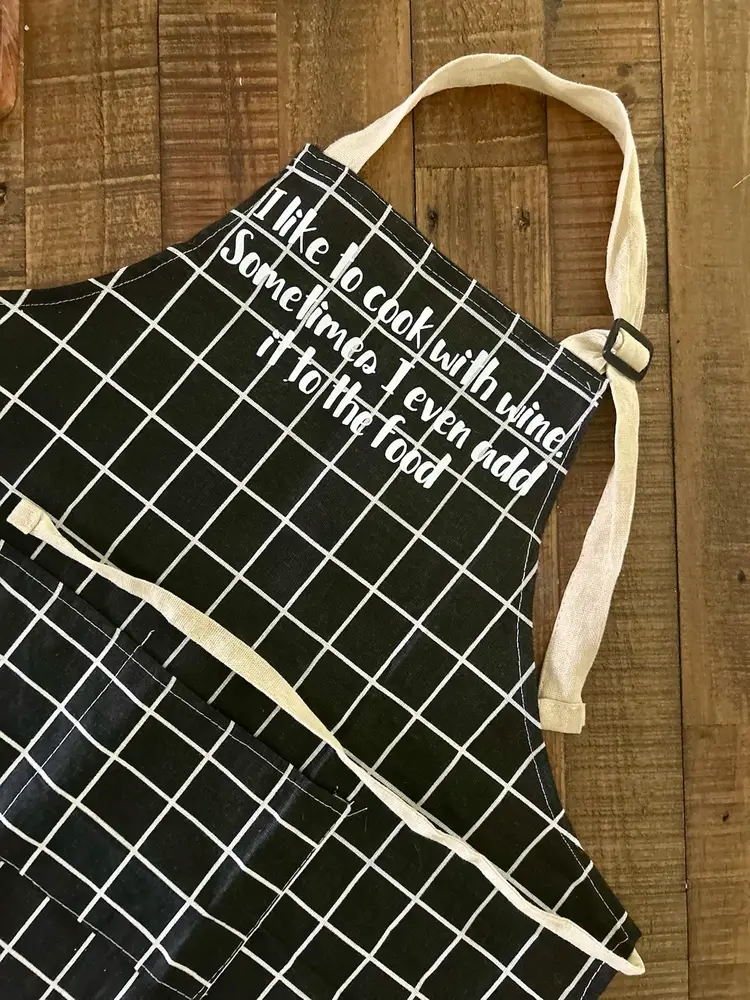 I like to cook with wine.
Sometimes I even add
it to the food